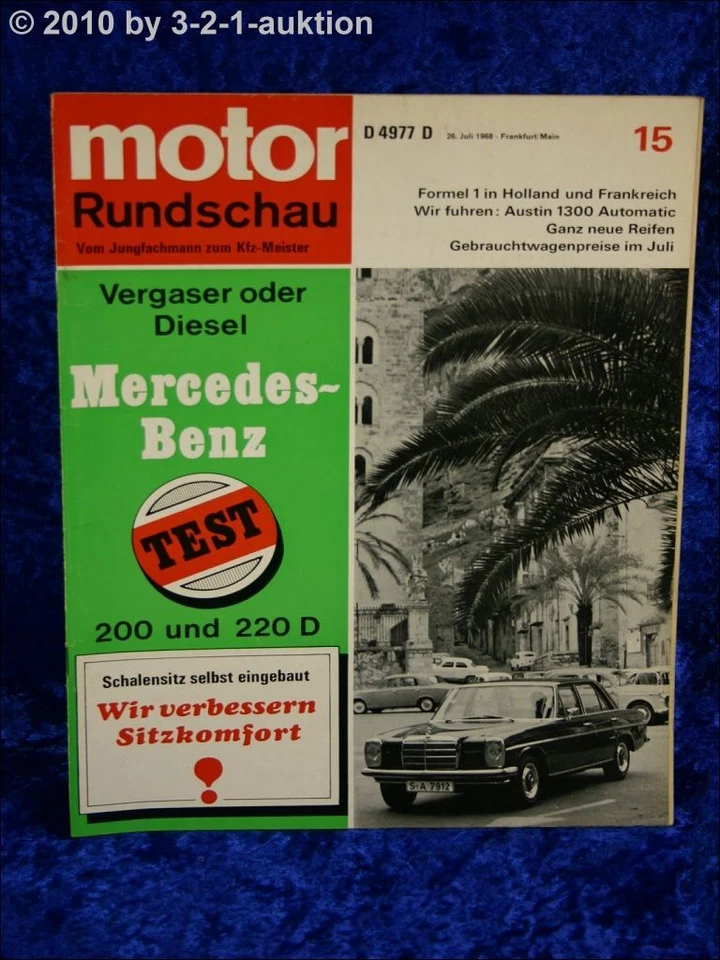 © 2010 by 3-2-1-auktion
motor
Rundschau
Vom Jungfachmann zum Kfz-Meister
D 4977 D
26. Juli 1968 - Frankfurt/Main
15
Formel 1 in Holland und Frankreich
Wir fuhren: Austin 1300 Automatic
Ganz neue Reifen
Gebrauchtwagenpreise im Juli
Vergaser oder
Diesel
Mercedes-
Benz
TEST
200 und 220 D
Schalensitz selbst eingebaut
Wir verbessern
Sitzkomfort
!
S-A 7912